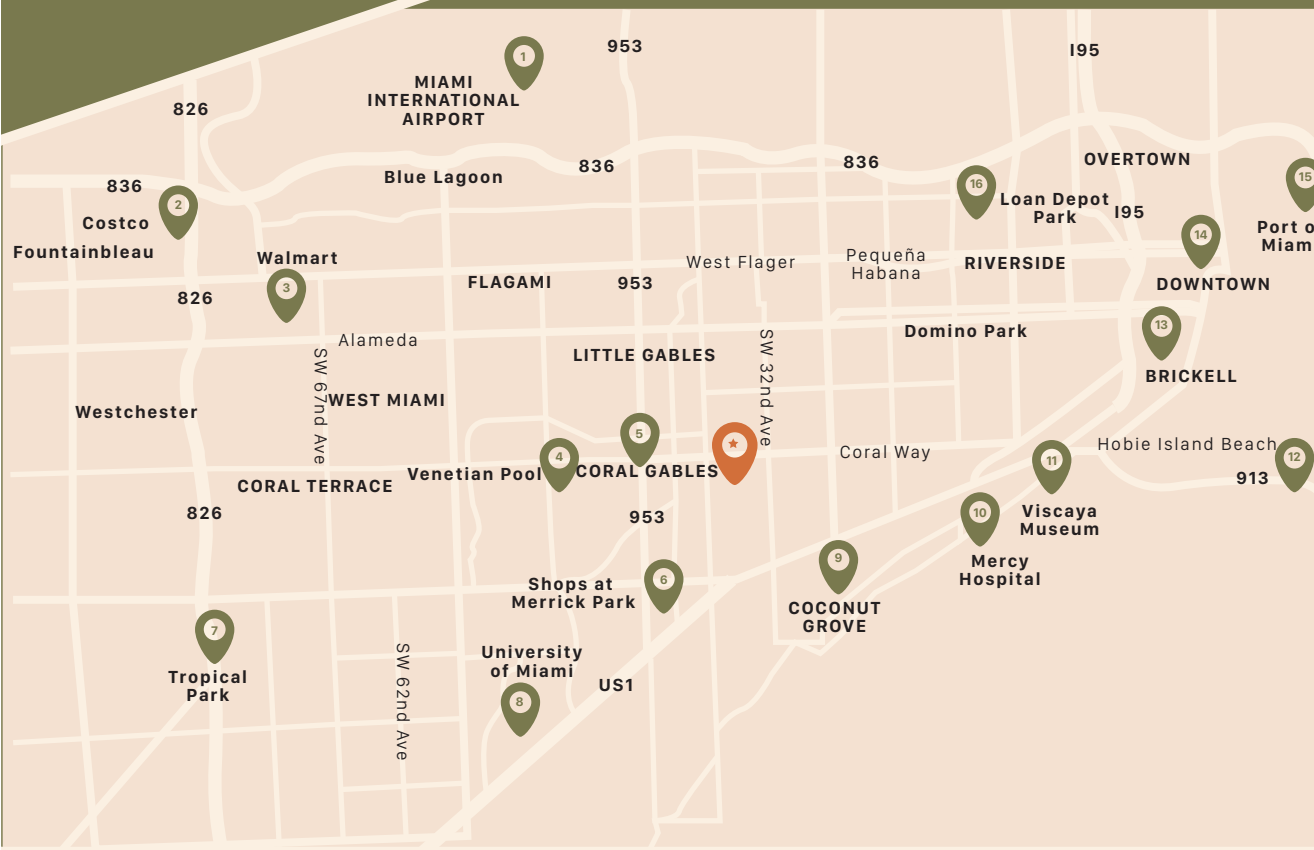 953
I95
1
MIAMI
INTERNATIONAL
AIRPORT
826
OVERTOWN
836
836
836
Blue Lagoon
15
16
2
Loan Depot
Park
I95
Costco
Port o
Miam
14
Fountainbleau
Walmart
West Flager
Pequeña
Habana
RIVERSIDE
FLAGAMI
953
DOWNTOWN
3
826
13
Domino Park
Alameda
LITTLE GABLES
SW 67nd Ave
SW 32nd Ave
BRICKELL
WEST MIAMI
Westchester
5
Hobie Island Beach
Coral Way
4
11
12
Venetian Pool
CORAL GABLES
913
CORAL TERRACE
826
953
10
Viscaya
Museum
9
Mercy
Hospital
6
Shops at
Merrick Park
COCONUT
GROVE
7
University
of Miami
Tropical
Park
US1
SW 62nd Ave
8